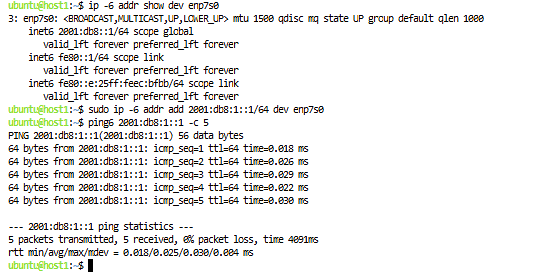 ubuntu@host1:~$ ip -6 addr show dev enp7s0
3: enp7s0: <BROADCAST,MULTICAST,UP,LOWER_UP> mtu 1500 qdisc mq state UP group default qlen 1000
    inet6 2001:db8::1/64 scope global
       valid_lft forever preferred_lft forever
    inet6 fe80::1/64 scope link
       valid_lft forever preferred_lft forever
    inet6 fe80::e:25ff:feec:bfbb/64 scope link
       valid_lft forever preferred_lft forever
ubuntu@host1:~$ sudo ip -6 addr add 2001:db8:1::1/64 dev enp7s0
ubuntu@host1:~$ ping6 2001:db8:1::1 -c 5
PING 2001:db8:1::1(2001:db8:1::1) 56 data bytes
64 bytes from 2001:db8:1::1: icmp_seq=1 ttl=64 time=0.018 ms
64 bytes from 2001:db8:1::1: icmp_seq=2 ttl=64 time=0.026 ms
64 bytes from 2001:db8:1::1: icmp_seq=3 ttl=64 time=0.029 ms
64 bytes from 2001:db8:1::1: icmp_seq=4 ttl=64 time=0.022 ms
64 bytes from 2001:db8:1::1: icmp_seq=5 ttl=64 time=0.030 ms

--- 2001:db8:1::1 ping statistics ---
5 packets transmitted, 5 received, 0% packet loss, time 4091ms
rtt min/avg/max/mdev = 0.018/0.025/0.030/0.004 ms
ubuntu@host1:~$